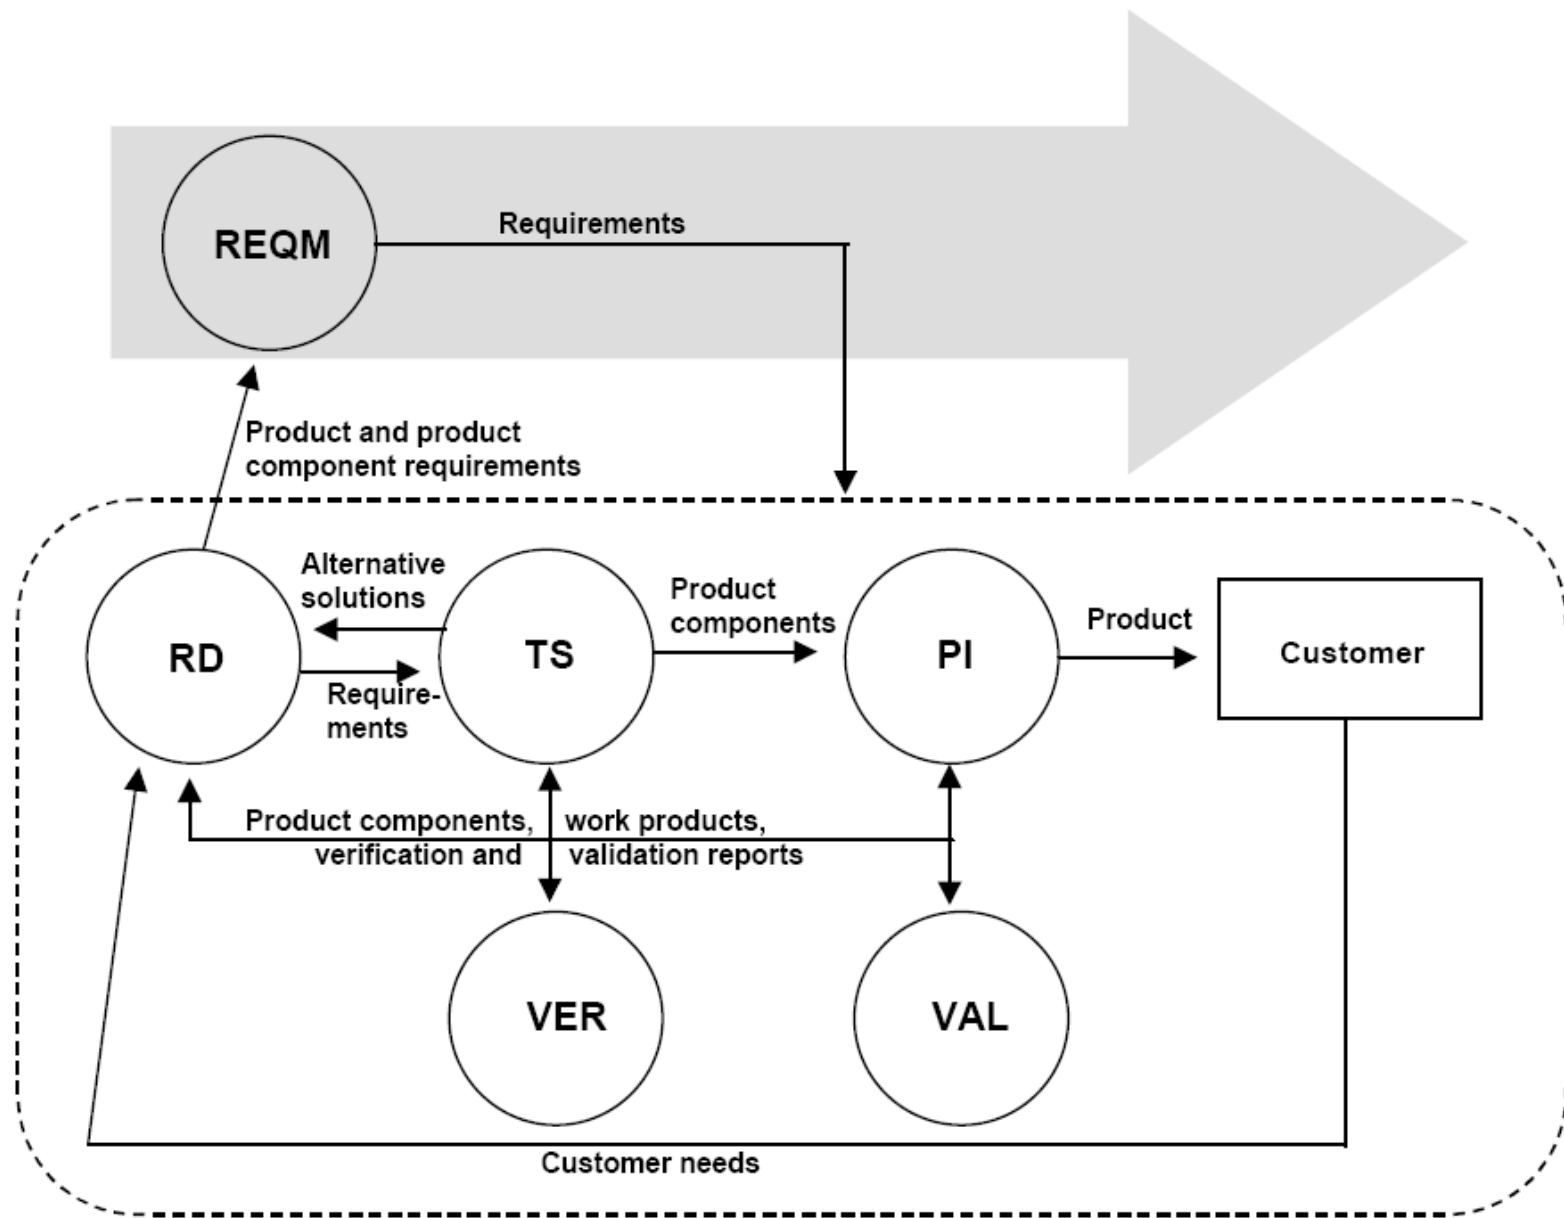 Requirements
REQM
Product and product
component requirements
Alternative
solutions
Product
components
Product
RD
TS
PI
Customer
Require-
ments
Product components, work products,
verification and validation reports
VER
VAL
Customer needs